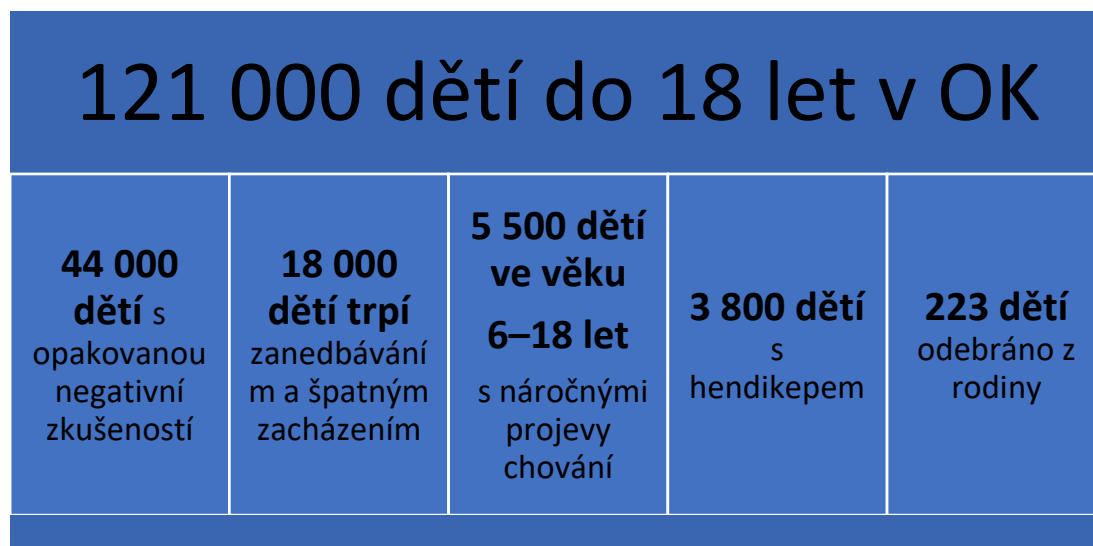 121 000 dětí do 18 let v OK
44 000
dětí s
opakovanou
negativní
zkušeností
18 000
dětí trpí
zanedbávání
m a špatným
zacházením
5 500 dětí
ve věku
6–18 let
s náročnými
projevy
chování
3 800 dětí
s
hendikepem
223 dětí
odebráno z
rodiny